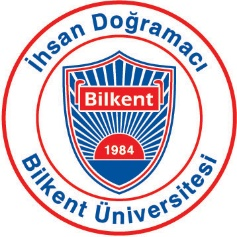 İhsan Doğramacı
Bilkent
1984
Bilkent Üniversitesi